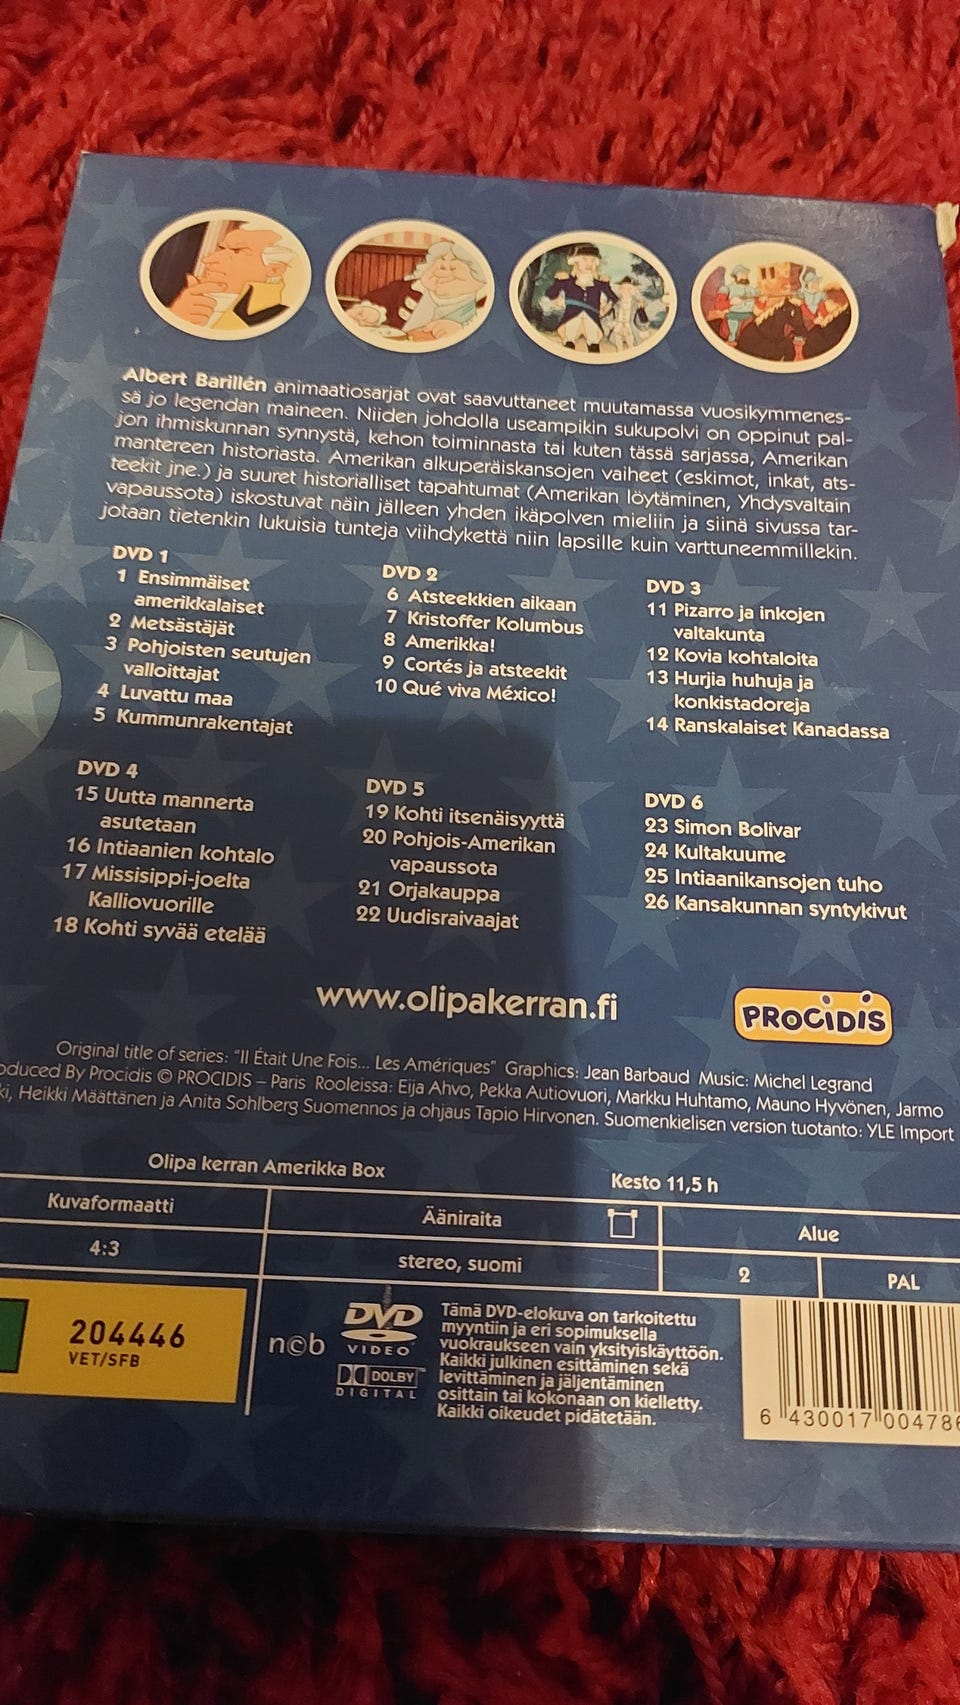 Albert Barillén animaatiosarjat ovat saavuttaneet muutamassa vuosikymmenes-
sä jo legendan maineen. Niiden johdolla useampikin sukupolvi on oppinut pal-
jon ihmiskunnan synnystä, kehon toiminnasta tai kuten tässä sarjassa, Amerikan
mantereen historiasta. Amerikan alkuperäiskansojen vaiheet (eskimot, inkat, ats-
teekit jne.) ja suuret historialliset tapahtumat (Amerikan löytäminen, Yhdysvaltain
vapaussota) iskostuvat näin jälleen yhden ikäpolven mieliin ja siinä sivussa tar-
jotaan tietenkin lukuisia tunteja viihdykettä niin lapsille kuin varttuneemmillekin.
DVD 1
1 Ensimmäiset
amerikkalaiset
2 Metsästäjät
3 Pohjoisten seutujen
valloittajat
4 Luvattu maa
5 Kummunrakentajat
DVD 2
6 Atsteekkien aikaan
7 Kristoffer Kolumbus
8 Amerikka!
9 Cortés ja atsteekit
10 Qué viva México!
DVD 3
11 Pizarro ja inkojen
valtakunta
12 Kovia kohtaloita
13 Hurjia huhuja ja
konkistadoreja
14 Ranskalaiset Kanadassa
DVD 4
15 Uutta mannerta
asutetaan
16 Intiaanien kohtalo
17 Missisippi-joelta
Kalliovuorille
18 Kohti syvää etelää
DVD 5
19 Kohti itsenäisyyttä
20 Pohjois-Amerikan
vapaussota
21 Orjakauppa
22 Uudisraivaajat
DVD 6
23 Simon Bolivar
24 Kultakuume
25 Intiaanikansojen tuho
26 Kansakunnan syntykivut
www.olipakerran.fi
PROCIDIS
Original title of series: "Il Était Une Fois... Les Amériques" Graphics: Jean Barbaud Music: Michel Legrand
oduced By Procidis © PROCIDIS – Paris Rooleissa: Eija Ahvo, Pekka Autiovuori, Markku Huhtamo, Mauno Hyvönen, Jarmo
ki, Heikki Määttänen ja Anita Sohlberg Suomennos ja ohjaus Tapio Hirvonen. Suomenkielisen version tuotanto: YLE Import
Olipa kerran Amerikka Box
Kesto 11,5 h
Kuvaformaatti
Ääniraita
Alue
4:3
stereo, suomi
2
PAL
204446
VET/SFB
ncb
DVD
VIDEO
DOLBY
DIGITAL
Tämä DVD-elokuva on tarkoitettu
myyntiin ja eri sopimuksella
vuokraukseen vain yksityiskäyttöön.
Kaikki julkinen esittäminen sekä
levittäminen ja jäljentäminen
osittain tai kokonaan on kielletty.
Kaikki oikeudet pidätetään.
6 430017 004786